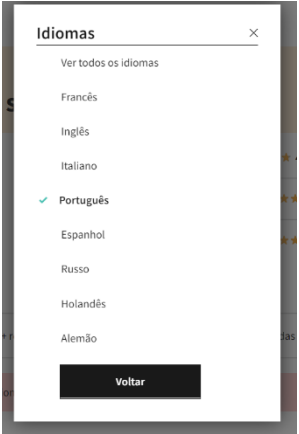 Idiomas
Ver todos os idiomas
Francês
Inglês
Italiano
Português
Espanhol
Russo
Holandês
Alemão
Voltar